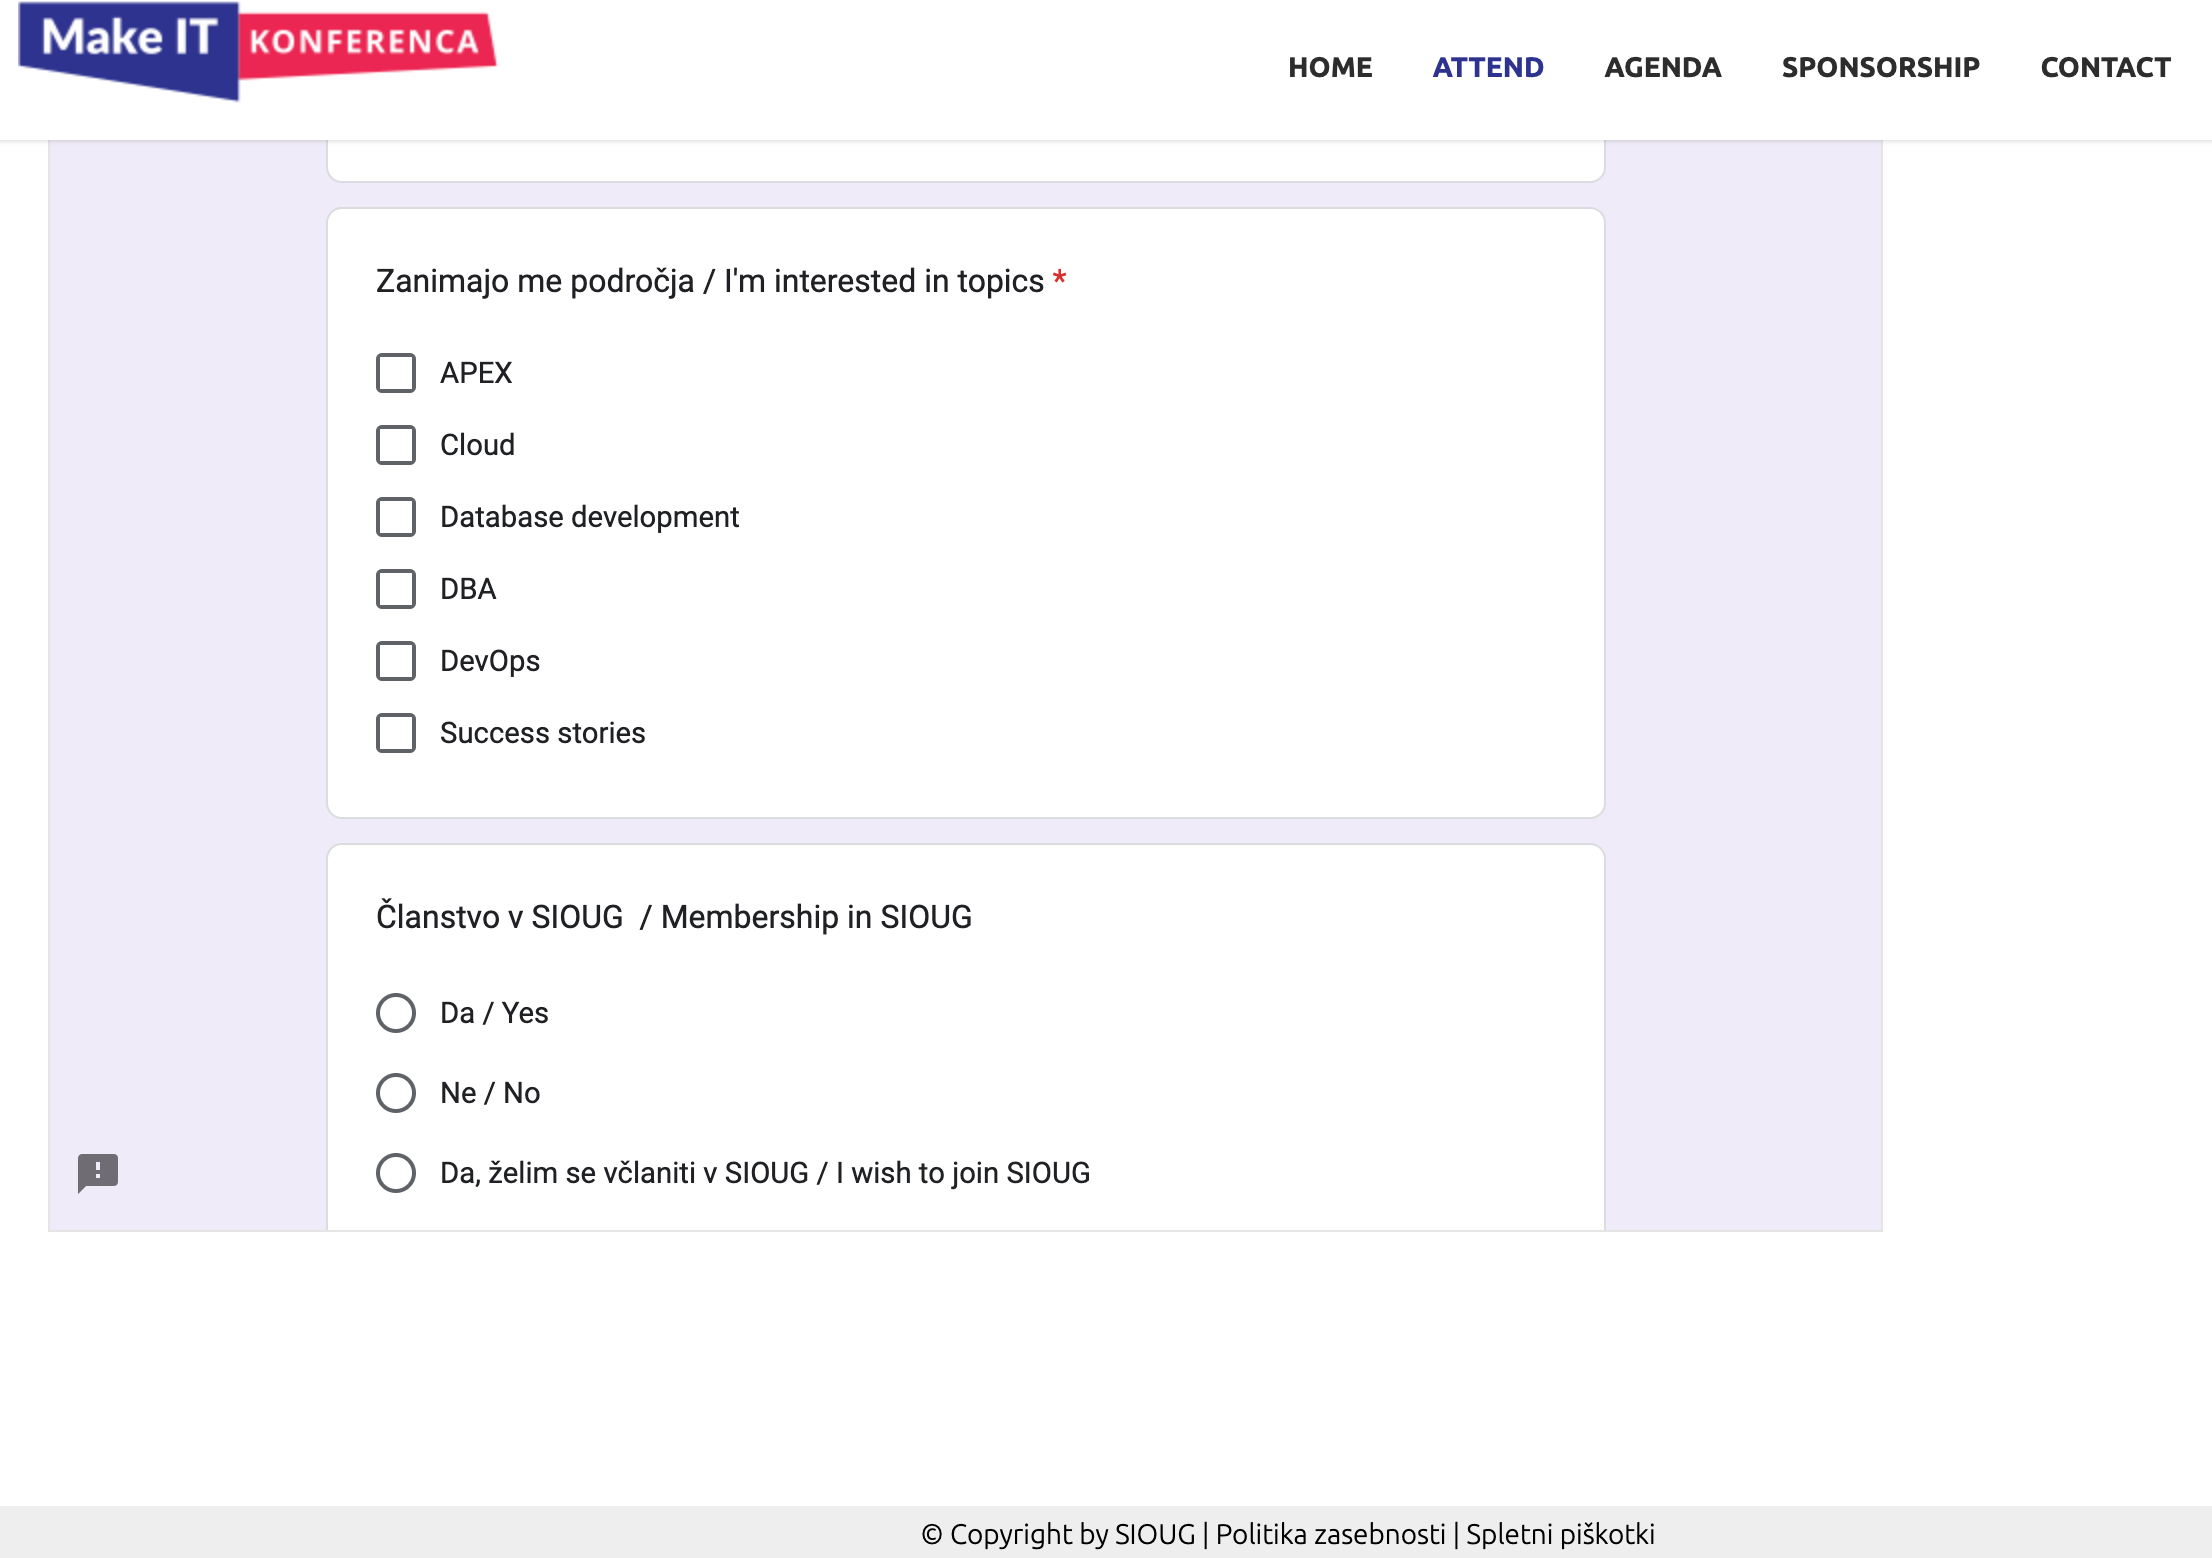 Make IT KONFERENCA
HOME ATTEND AGENDA SPONSORSHIP CONTACT
Zanimajo me področja / I'm interested in topics *
APEX
Cloud
Database development
DBA
DevOps
Success stories
Članstvo v SIOUG / Membership in SIOUG
Da / Yes
Ne / No
Da, želim se včlaniti v SIOUG / I wish to join SIOUG
© Copyright by SIOUG | Politika zasebnosti | Spletni piškotki